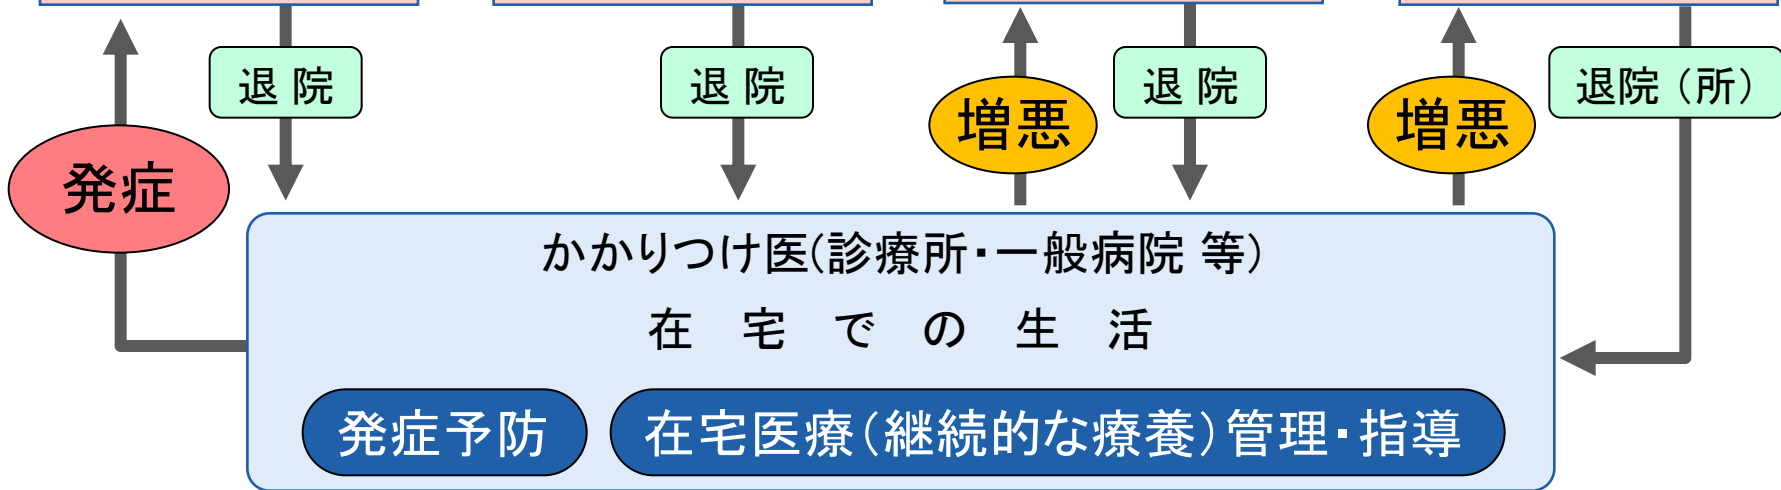 退 院
退 院
退 院
退院（所）
増悪
増悪
発症
かかりつけ医(診療所・一般病院 等)
在　宅　で　の　生　活
発症予防
在宅医療（継続的な療養）管理・指導